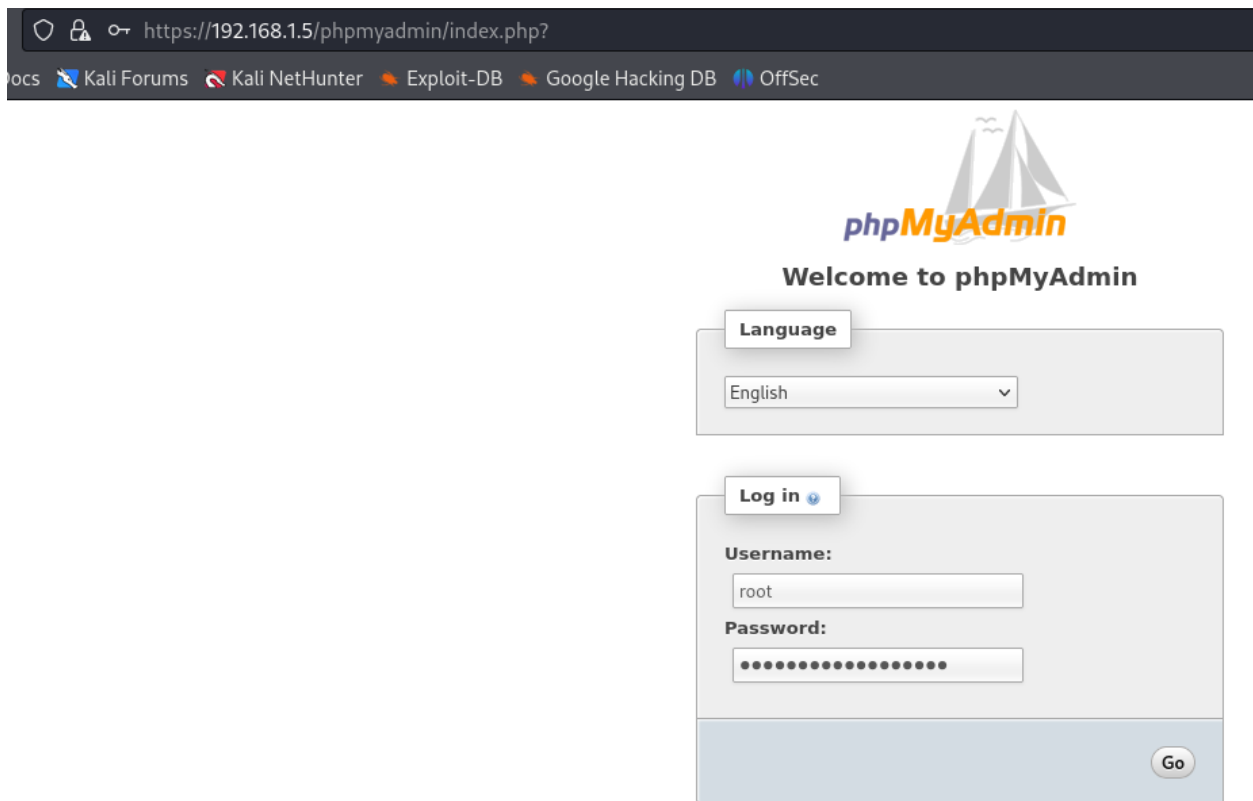 https://192.168.1.5/phpmyadmin/index.php?
Docs Kali Forums Kali NetHunter Exploit-DB Google Hacking DB OffSec
phpMyAdmin
Welcome to phpMyAdmin
Language
English
Log in
Username:
root
Password:
••••••••••••••••••
Go